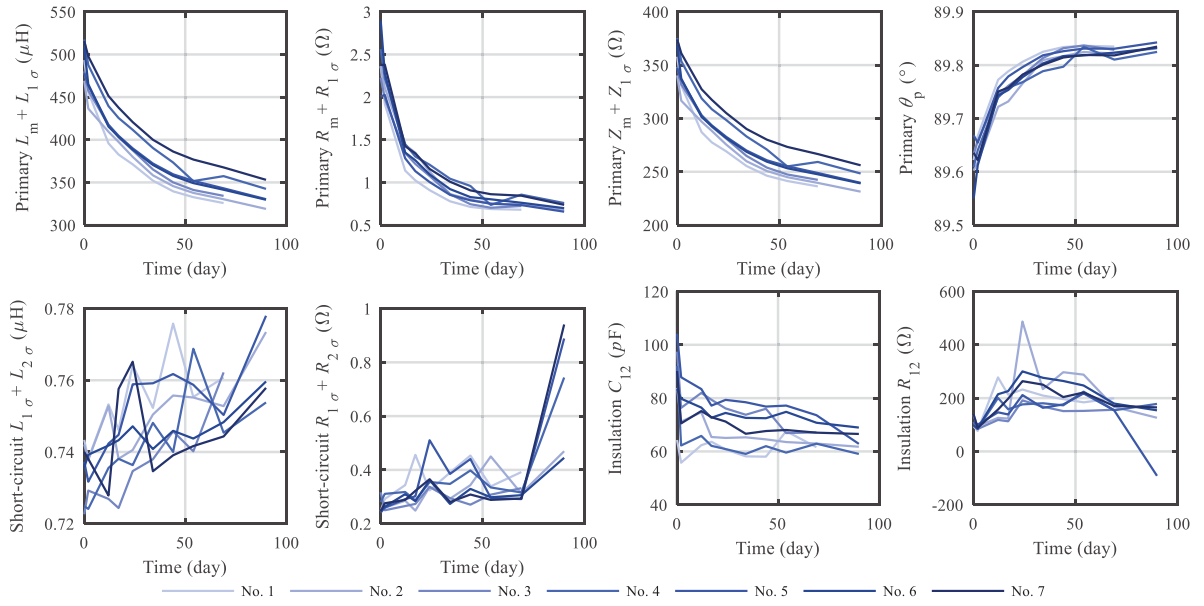 Primary L_m + L_1σ (μH)
550
500
450
400
350
300
0 50 100
Time (day)
Primary R_m + R_1σ (Ω)
3
2.5
2
1.5
1
0.5
0 50 100
Time (day)
Primary Z_m + Z_1σ (Ω)
400
350
300
250
200
0 50 100
Time (day)
Primary θ_p (°)
89.9
89.8
89.7
89.6
89.5
0 50 100
Time (day)
Short-circuit L_1σ + L_2σ (μH)
0.78
0.76
0.74
0.72
0 50 100
Time (day)
Short-circuit R_1σ + R_2σ (Ω)
1
0.8
0.6
0.4
0.2
0 50 100
Time (day)
Insulation C_12 (pF)
120
100
80
60
40
0 50 100
Time (day)
Insulation R_12 (Ω)
600
400
200
0
-200
0 50 100
Time (day)
No. 1 No. 2 No. 3 No. 4 No. 5 No. 6 No. 7